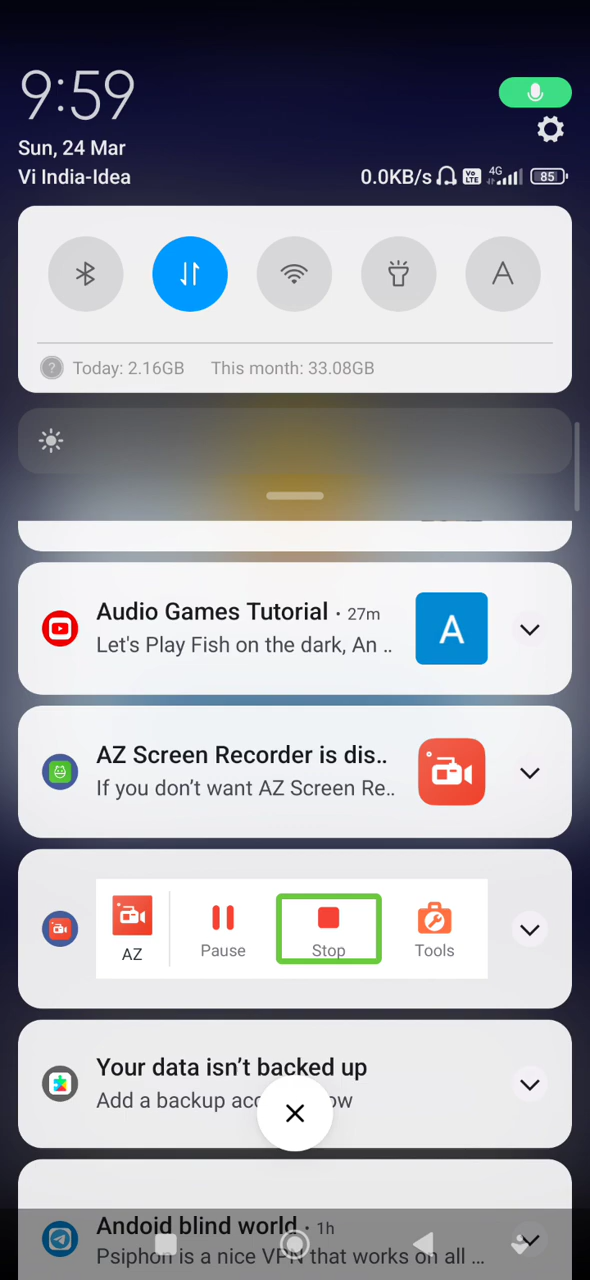 9:59
Sun, 24 Mar
Vi India-Idea
0.0KB/s
Vo LTE
4G
85
A
Today: 2.16GB This month: 33.08GB
Audio Games Tutorial · 27m
Let's Play Fish on the dark, An ..
A
AZ Screen Recorder is dis..
If you don’t want AZ Screen Re..
AZ
Pause
Stop
Tools
Your data isn’t backed up
Add a backup ow
Andoid blind world · 1h
Psiphon is a nice VPN that works on all ...